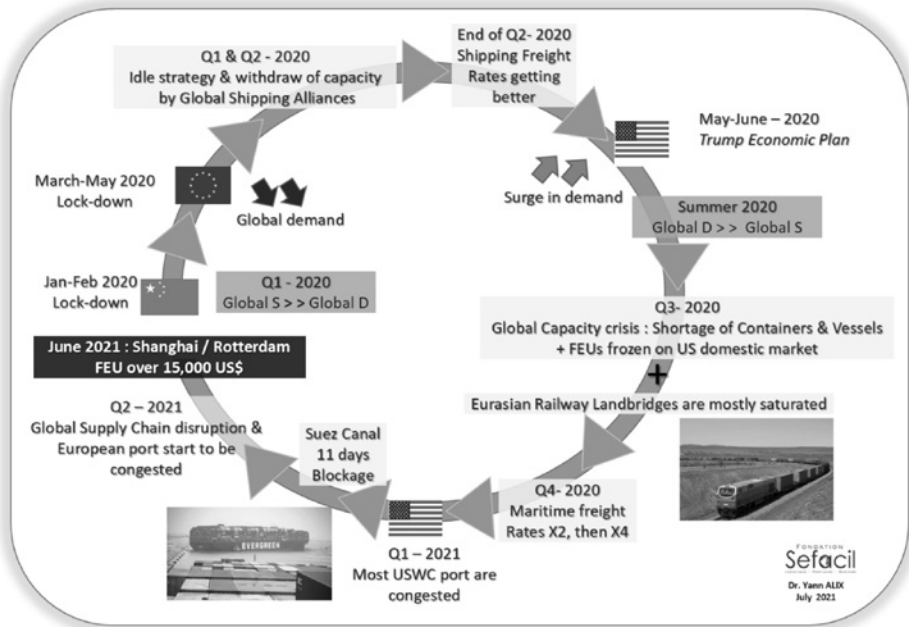 Q1 & Q2 - 2020
Idle strategy & withdraw of capacity
by Global Shipping Alliances
End of Q2- 2020
Shipping Freight
Rates getting
better
May-June – 2020
Trump Economic Plan
March-May 2020
Lock-down
Global demand
Surge in demand
Summer 2020
Global D > > Global S
Jan-Feb 2020
Lock-down
Q1 - 2020
Global S > > Global D
Q3- 2020
Global Capacity crisis : Shortage of Containers & Vessels
+ FEUs frozen on US domestic market
June 2021 : Shanghai / Rotterdam
FEU over 15,000 US$
+
Eurasian Railway Landbridges are mostly saturated
Q2 – 2021
Global Supply Chain disruption &
European port start to be
congested
Suez Canal
11 days
Blockage
Q4- 2020
Maritime freight
Rates X2, then X4
EVERGREEN
Q1 – 2021
Most USWC port are
congested
FONDATION
Sefacil
Dr. Yann ALIX
July 2021